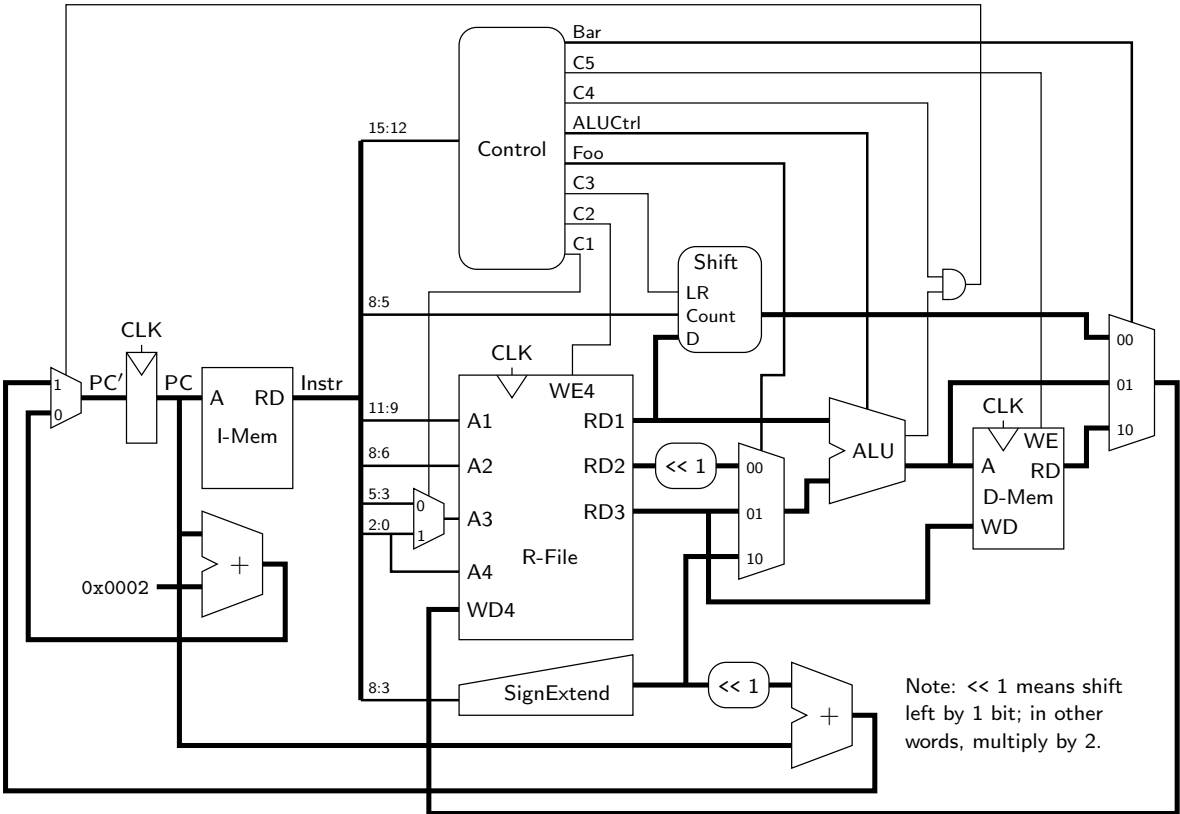 Bar
C5
C4
15:12
ALUCtrl
Control
Foo
C3
C2
C1
Shift
LR
8:5
Count
D
00
CLK
CLK
1
PC′
PC
A
RD
Instr
WE4
01
0
I-Mem
11:9
A1
RD1
CLK
WE
10
ALU
8:6
A2
RD2
<< 1
00
A
RD
5:3
0
D-Mem
2:0
1
A3
RD3
01
WD
R-File
10
+
A4
0x0002
WD4
8:3
SignExtend
<< 1
+
Note: << 1 means shift
left by 1 bit; in other
words, multiply by 2.